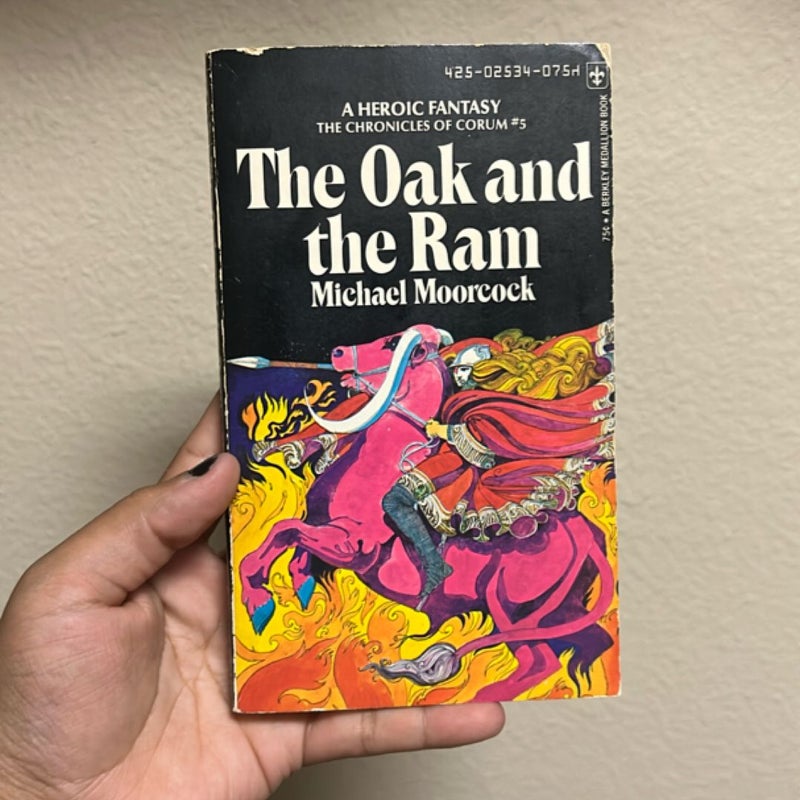 425-02534-075
A HEROIC FANTASY
THE CHRONICLES OF CORUM #5
The Oak and
the Ram
Michael Moorcock
75¢ • A BERKLEY MEDALLION BOOK